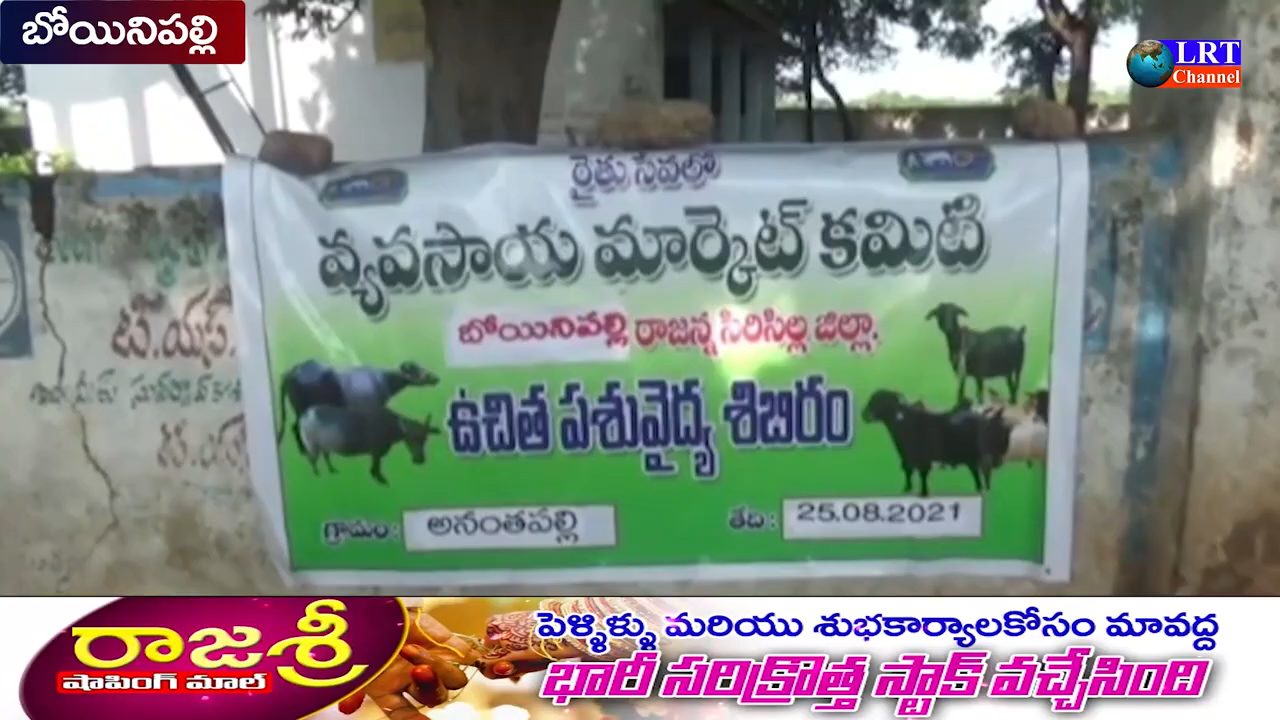 బోయినిపల్లి
LRT
Channel
రైతు సేవలో
వ్యవసాయ మార్కెట్ కమిటి
బోయినిపల్లి రాజన్న సిరిసిల్ల జిల్లా.
ఉచిత పశువైద్య శిబిరం
గ్రామం: అనంతపల్లి
తేది: 25.08.2021
రాజశ్రీ
షాపింగ్ మాల్
పెళ్ళిళ్ళు మరియు శుభకార్యాలకోసం మావద్ద
భారీ సరిక్రొత్త స్టాక్ వచ్చేసింది